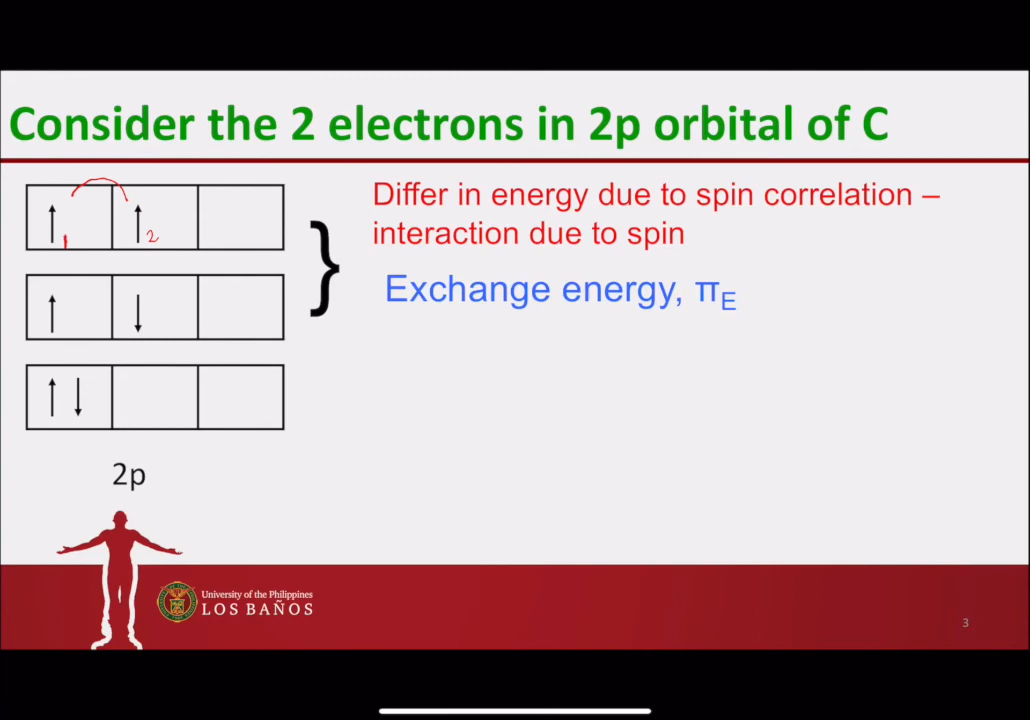 Consider the 2 electrons in 2p orbital of C
Differ in energy due to spin correlation –
interaction due to spin
Exchange energy, πE
1
2
2p
University of the Philippines
LOS BAÑOS
3